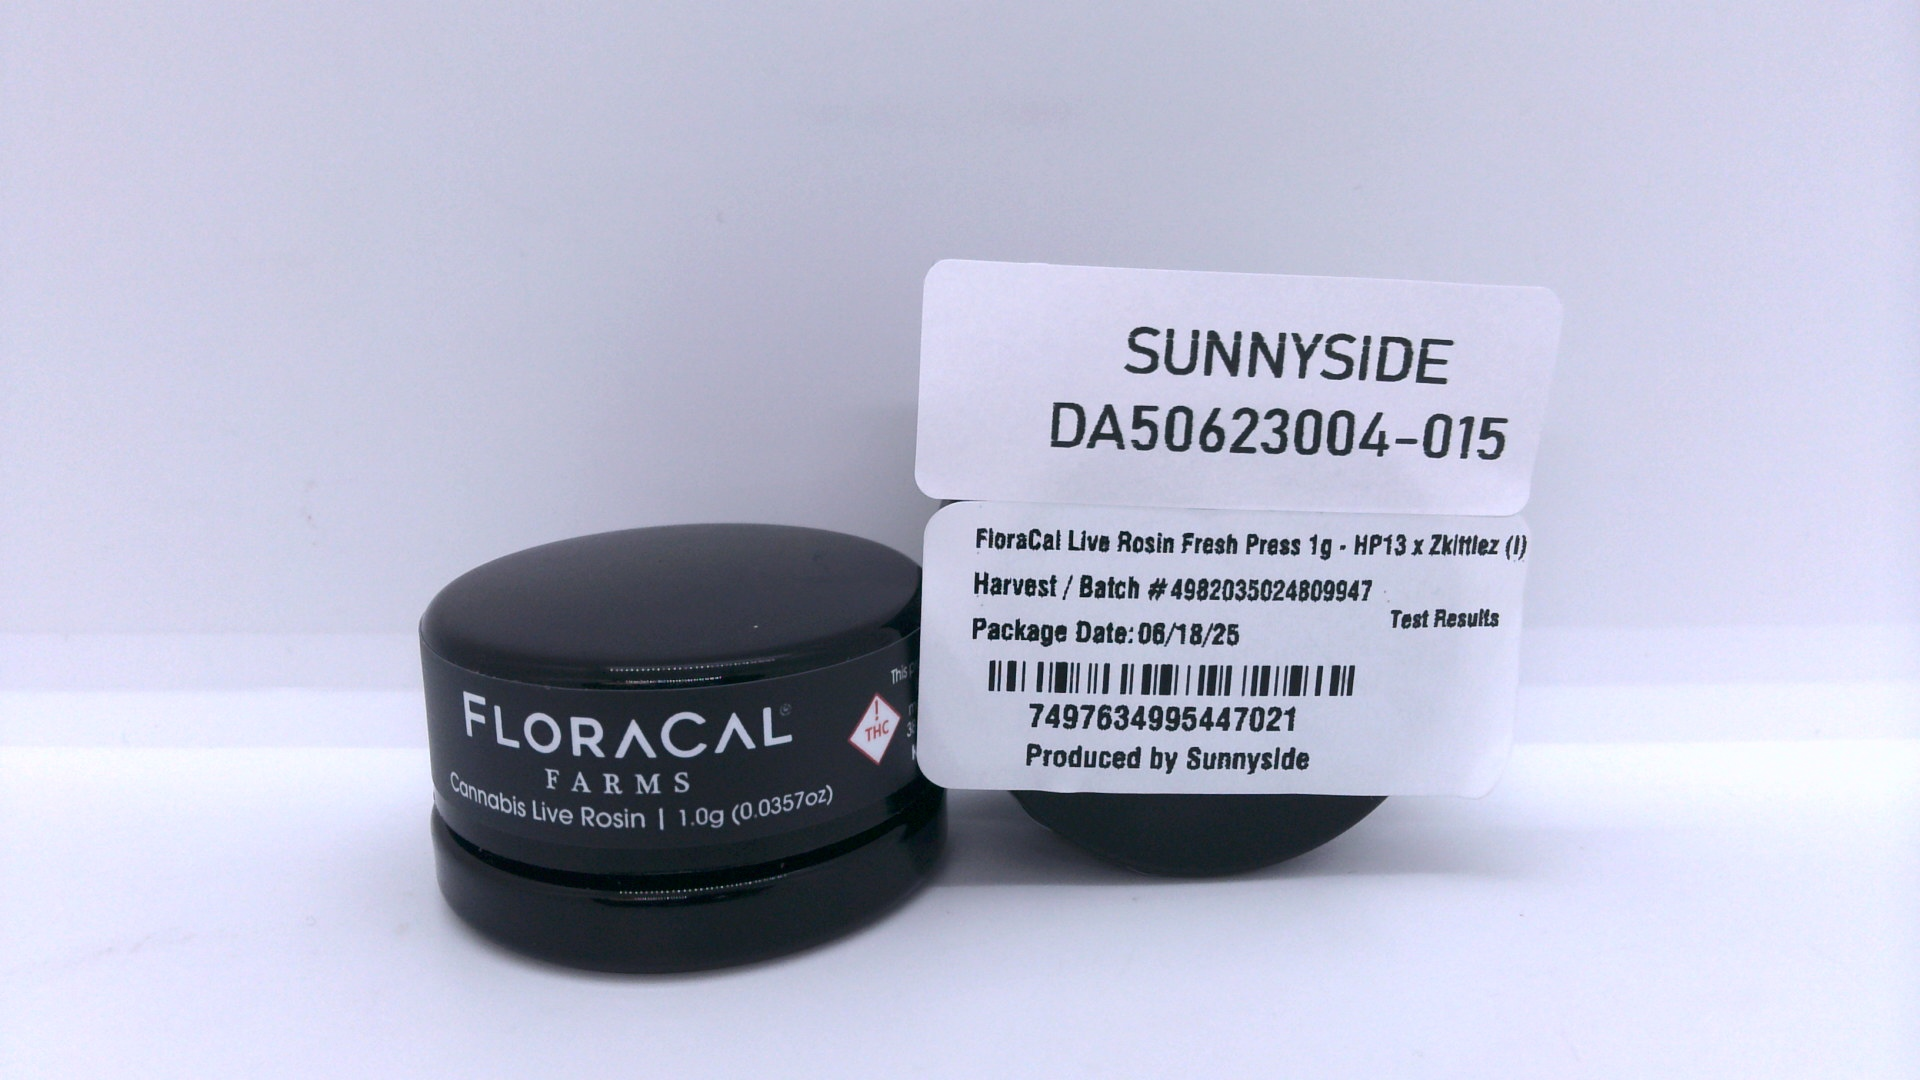 SUNNYSIDE
DA50623004-015
FloraCal Live Rosin Fresh Press 1g - HP13 x Zkittlez (I)
Harvest / Batch #4982035024809947
Test Results
Package Date: 06/18/25
7497634995447021
Produced by Sunnyside
FLORACAL
FARMS
Cannabis Live Rosin | 1.0g (0.0357oz)
!
THC
This